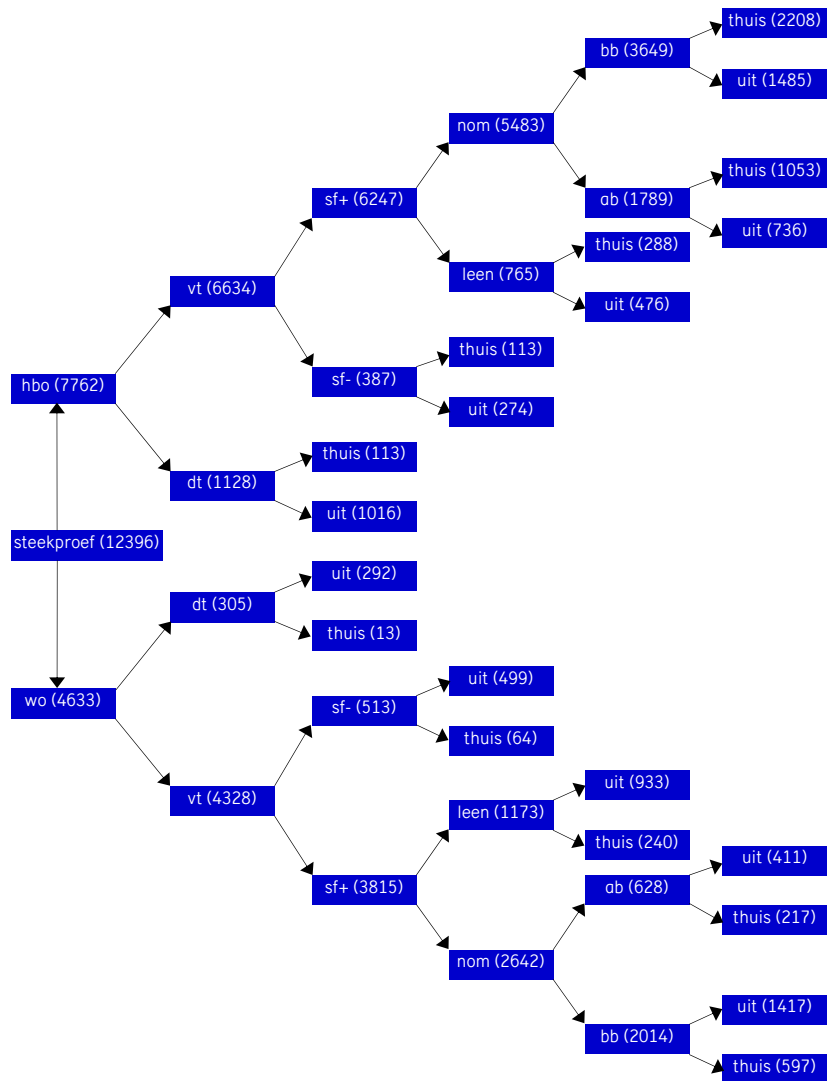 thuis (2208)
bb (3649)
uit (1485)
nom (5483)
thuis (1053)
sf+ (6247)
ab (1789)
uit (736)
thuis (288)
leen (765)
vt (6634)
uit (476)
thuis (113)
hbo (7762)
sf- (387)
uit (274)
thuis (113)
dt (1128)
uit (1016)
steekproef (12396)
uit (292)
dt (305)
thuis (13)
uit (499)
wo (4633)
sf- (513)
thuis (64)
uit (933)
vt (4328)
leen (1173)
thuis (240)
uit (411)
sf+ (3815)
ab (628)
thuis (217)
nom (2642)
uit (1417)
bb (2014)
thuis (597)